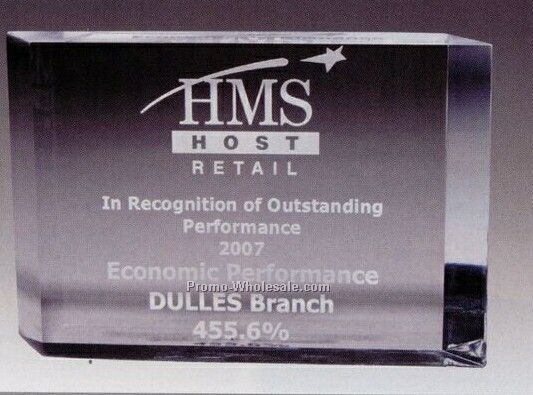 HMS
HOST
RETAIL
In Recognition of Outstanding
Performance
2007
Economic Performance
Promo-Wholesale.com
DULLES Branch
455.6%